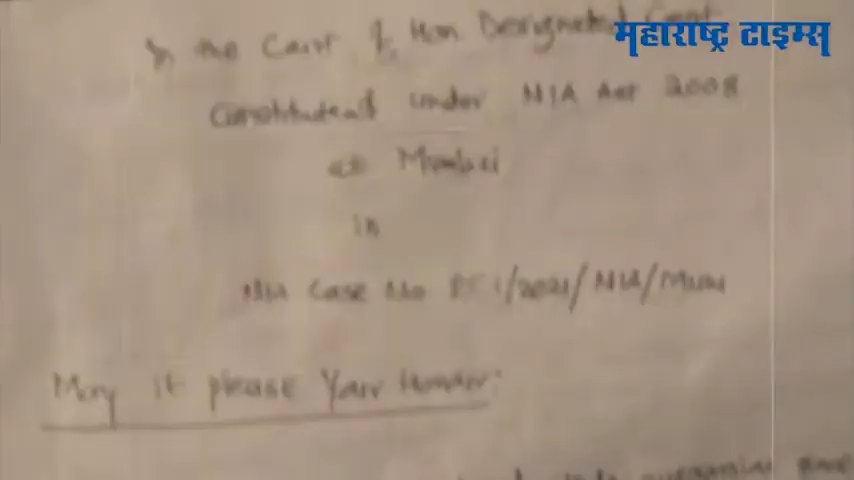 महाराष्ट्र टाइम्स
In the Court of Hon Designated Court
Constituted under NIA Act 2008
at Mumbai
in
NIA Case No RC 1/2021/NIA/MUM
May it please Your Honour: